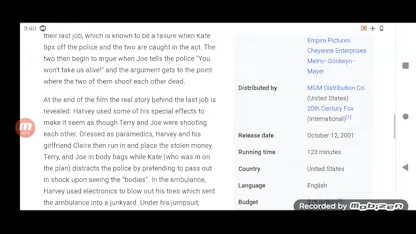 9:40
their last job, which is known to be a failure when Kate
tips off the police and the two are caught in the act. The
two then begin to argue when Joe tells the police "You
won't take us alive!" and the argument gets to the point
where the two of them shoot each other dead.
At the end of the film the real story behind the last job is
revealed: Harvey used some of his special effects to
make it seem as though Terry and Joe were shooting
each other. Dressed as paramedics, Harvey and his
girlfriend Claire then run in and place the stolen money,
Terry, and Joe in body bags while Kate (who was in on
the plan) distracts the police by pretending to pass out
in shock upon seeing the "bodies". In the ambulance,
Harvey used electronics to blow out his tires which sent
the ambulance into a junkyard. Under his jumpsuit,
Empire Pictures
Cheyenne Enterprises
Metro-Goldwyn-
Mayer
Distributed by
MGM Distribution Co.
(United States)
20th Century Fox
(International)[1]
Release date
October 12, 2001
Running time
123 minutes
Country
United States
Language
English
Budget
Recorded by mobizen